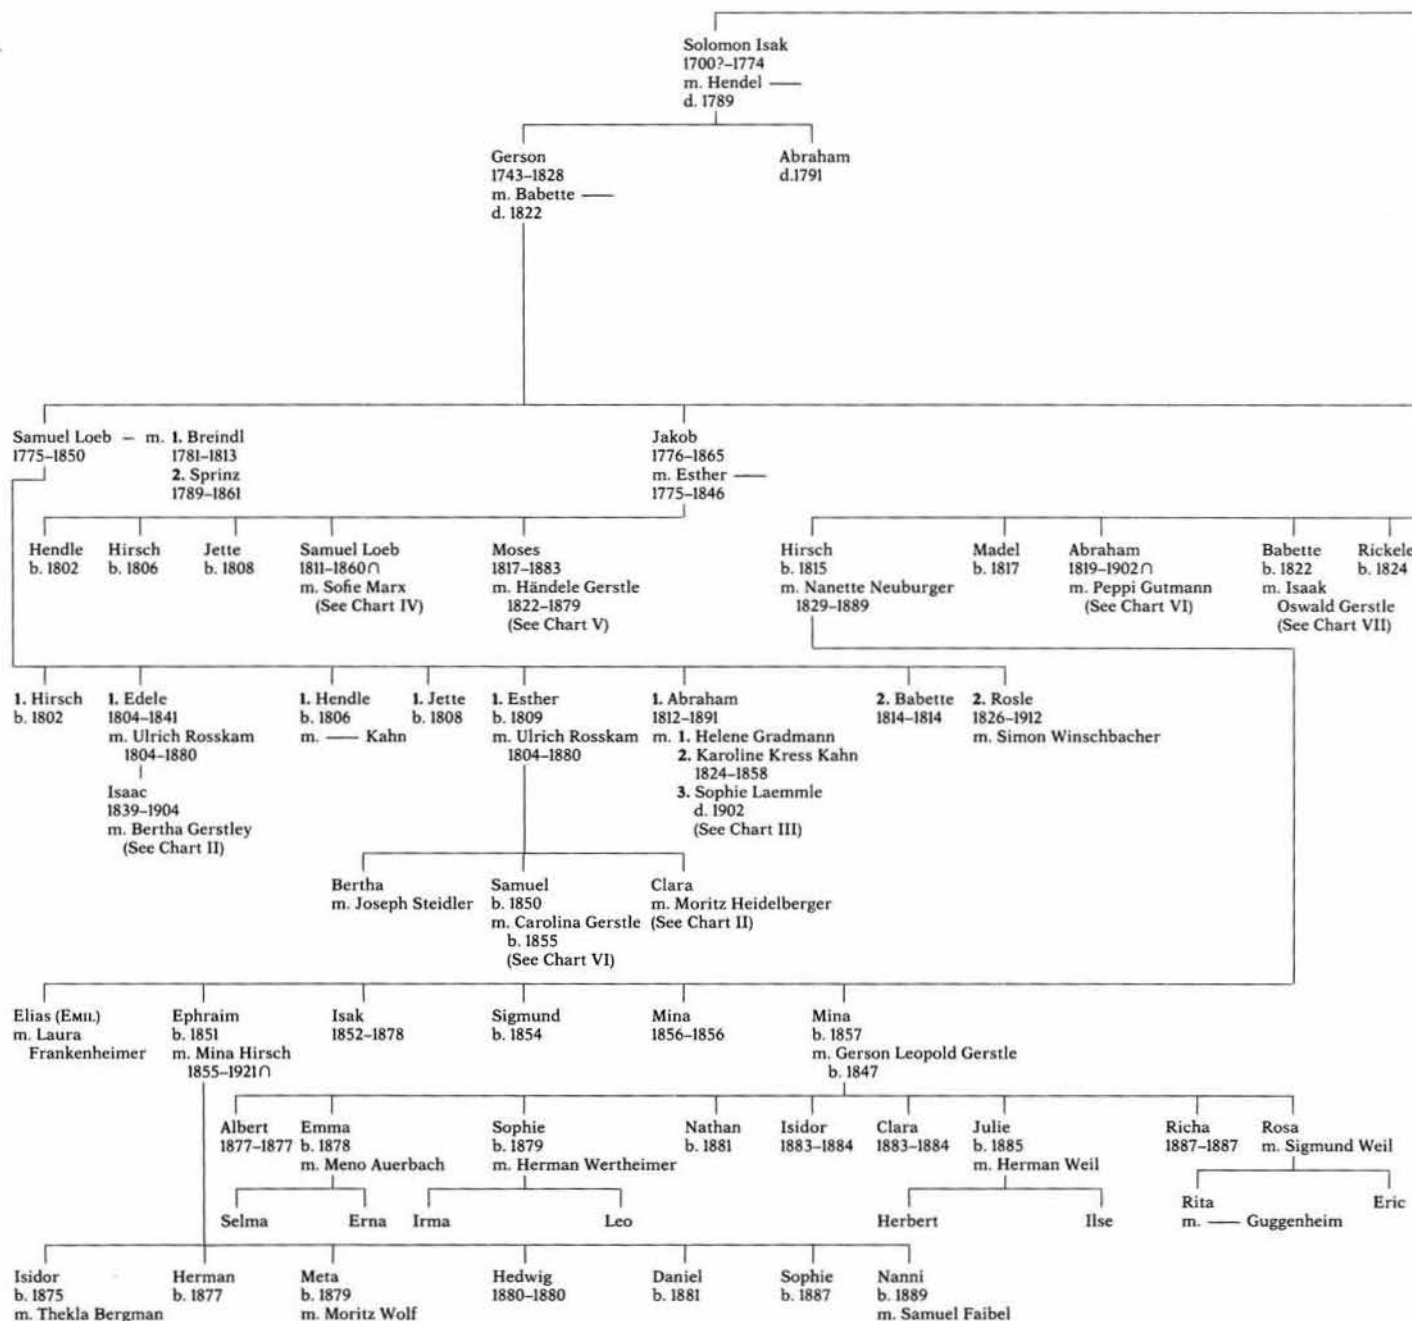 Solomon Isak
1700?–1774
m. Hendel —
d. 1789
Gerson
1743–1828
m. Babette —
d. 1822
Abraham
d.1791
Samuel Loeb – m. 1. Breindl
1775–1850
1781–1813
2. Sprinz
1789–1861
Jakob
1776–1865
m. Esther —
1775–1846
Hendle
b. 1802
Hirsch
b. 1806
Jette
b. 1808
Samuel Loeb
1811–1860∩
m. Sofie Marx
(See Chart IV)
Moses
1817–1883
m. Händele Gerstle
1822–1879
(See Chart V)
Hirsch
b. 1815
m. Nanette Neuburger
1829–1889
Madel
b. 1817
Abraham
1819–1902∩
m. Peppi Gutmann
(See Chart VI)
Babette
b. 1822
m. Isaak
Oswald Gerstle
(See Chart VII)
Rickele
b. 1824
1. Hirsch
b. 1802
1. Edele
1804–1841
m. Ulrich Rosskam
1804–1880
Isaac
1839–1904
m. Bertha Gerstley
(See Chart II)
1. Hendle
b. 1806
m. — Kahn
1. Jette
b. 1808
1. Esther
b. 1809
m. Ulrich Rosskam
1804–1880
1. Abraham
1812–1891
m. 1. Helene Gradmann
2. Karoline Kress Kahn
1824–1858
3. Sophie Laemmle
d. 1902
(See Chart III)
2. Babette
1814–1814
2. Rosle
1826–1912
m. Simon Winschbacher
Bertha
m. Joseph Steidler
Samuel
b. 1850
m. Carolina Gerstle
b. 1855
(See Chart VI)
Clara
m. Moritz Heidelberger
(See Chart II)
Elias (EMIL)
m. Laura
Frankenheimer
Ephraim
b. 1851
m. Mina Hirsch
1855–1921∩
Isak
1852–1878
Sigmund
b. 1854
Mina
1856–1856
Mina
b. 1857
m. Gerson Leopold Gerstle
b. 1847
Albert
1877–1877
Emma
b. 1878
m. Meno Auerbach
Sophie
b. 1879
m. Herman Wertheimer
Nathan
b. 1881
Isidor
1883–1884
Clara
1883–1884
Julie
b. 1885
m. Herman Weil
Richa
1887–1887
Rosa
m. Sigmund Weil
Selma
Erna
Irma
Leo
Herbert
Ilse
Rita
m. — Guggenheim
Eric
Isidor
b. 1875
m. Thekla Bergman
Herman
b. 1877
Meta
b. 1879
m. Moritz Wolf
Hedwig
1880–1880
Daniel
b. 1881
Sophie
b. 1887
Nanni
b. 1889
m. Samuel Faibel